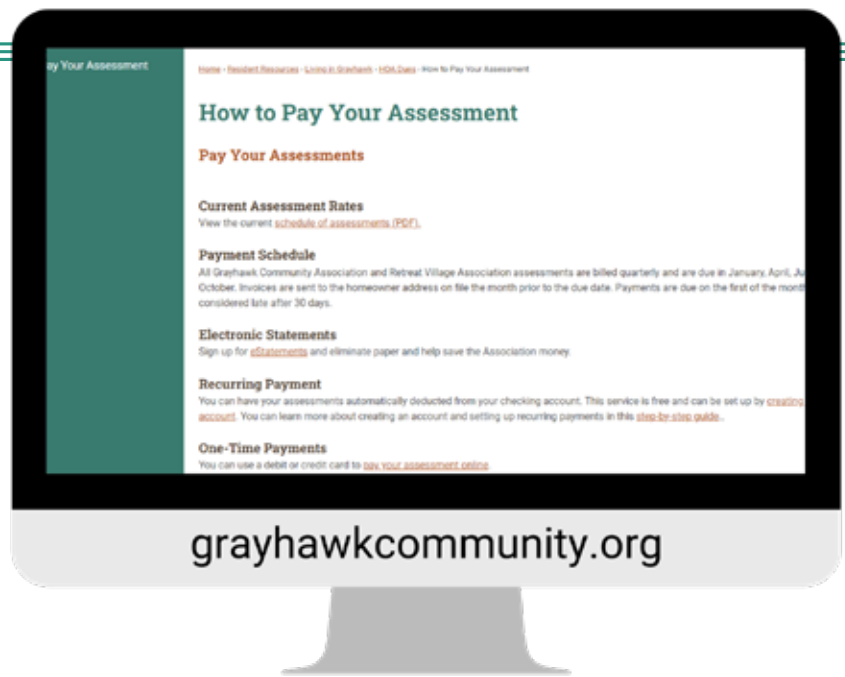 ay Your Assessment
Home - Resident Resources - Living in Grayhawk - HOA Dues - How to Pay Your Assessment
How to Pay Your Assessment
Pay Your Assessments
Current Assessment Rates
View the current schedule of assessments (PDF).
Payment Schedule
All Grayhawk Community Association and Retreat Village Association assessments are billed quarterly and are due in January, April, Ju
October. Invoices are sent to the homeowner address on file the month prior to the due date. Payments are due on the first of the month
considered late after 30 days.
Electronic Statements
Sign up for eStatements and eliminate paper and help save the Association money.
Recurring Payment
You can have your assessments automatically deducted from your checking account. This service is free and can be set up by creating
account. You can learn more about creating an account and setting up recurring payments in this step-by-step guide..
One-Time Payments
You can use a debit or credit card to pay your assessment online.
grayhawkcommunity.org